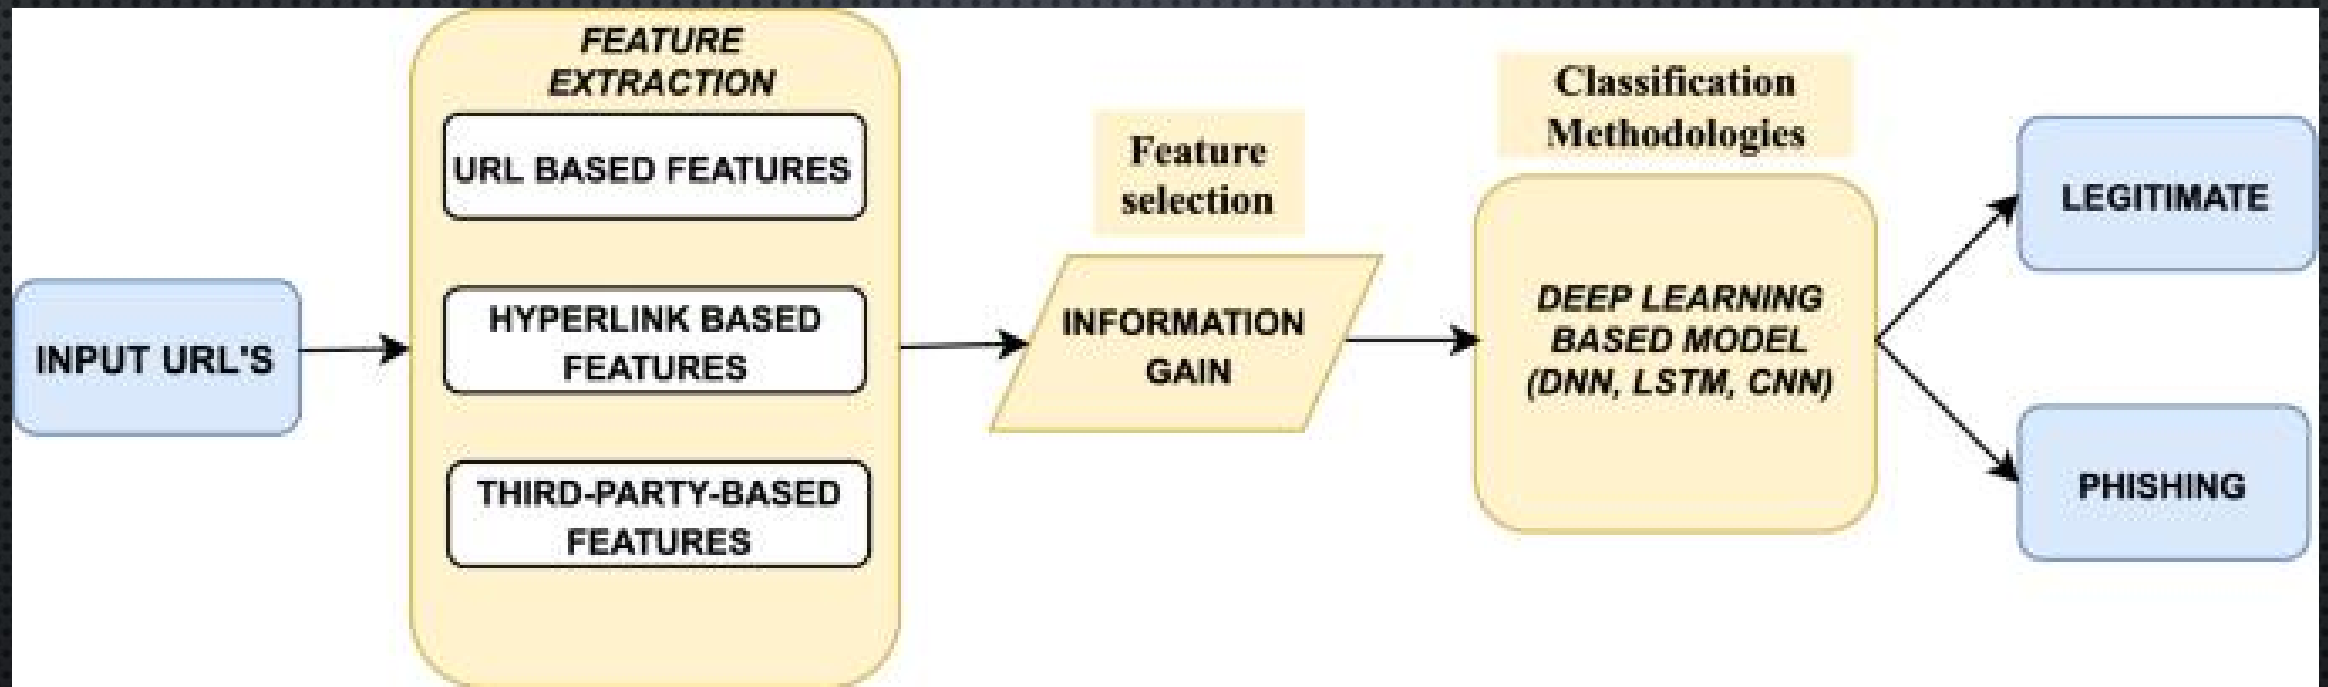 FEATURE
EXTRACTION
URL BASED FEATURES
HYPERLINK BASED
FEATURES
THIRD-PARTY-BASED
FEATURES
INPUT URL'S
Feature
selection
INFORMATION
GAIN
Classification
Methodologies
DEEP LEARNING
BASED MODEL
(DNN, LSTM, CNN)
LEGITIMATE
PHISHING